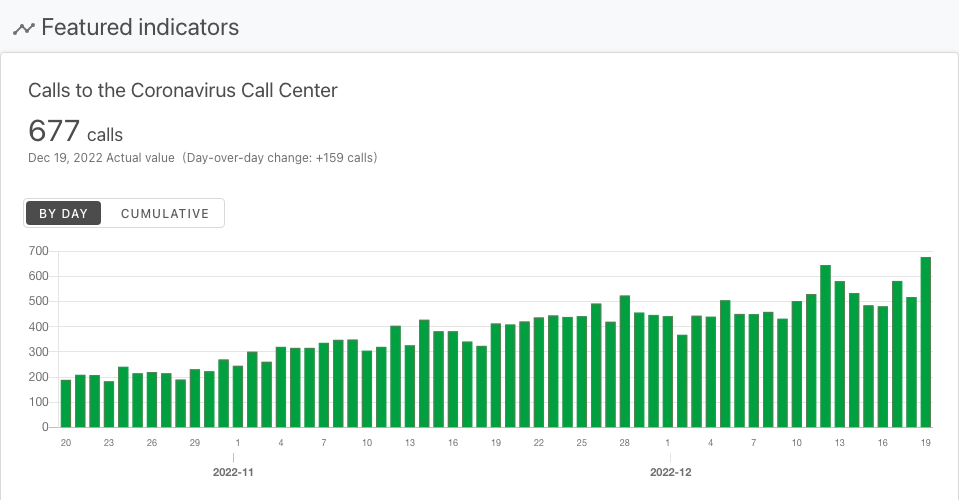 Featured indicators
Calls to the Coronavirus Call Center
677 calls
Dec 19, 2022 Actual value (Day-over-day change: +159 calls)
BY DAY CUMULATIVE
700
600
500
400
300
200
100
0
20 23 26 29 1 4 7 10 13 16 19 22 25 28 1 4 7 10 13 16 19
2022-11 2022-12